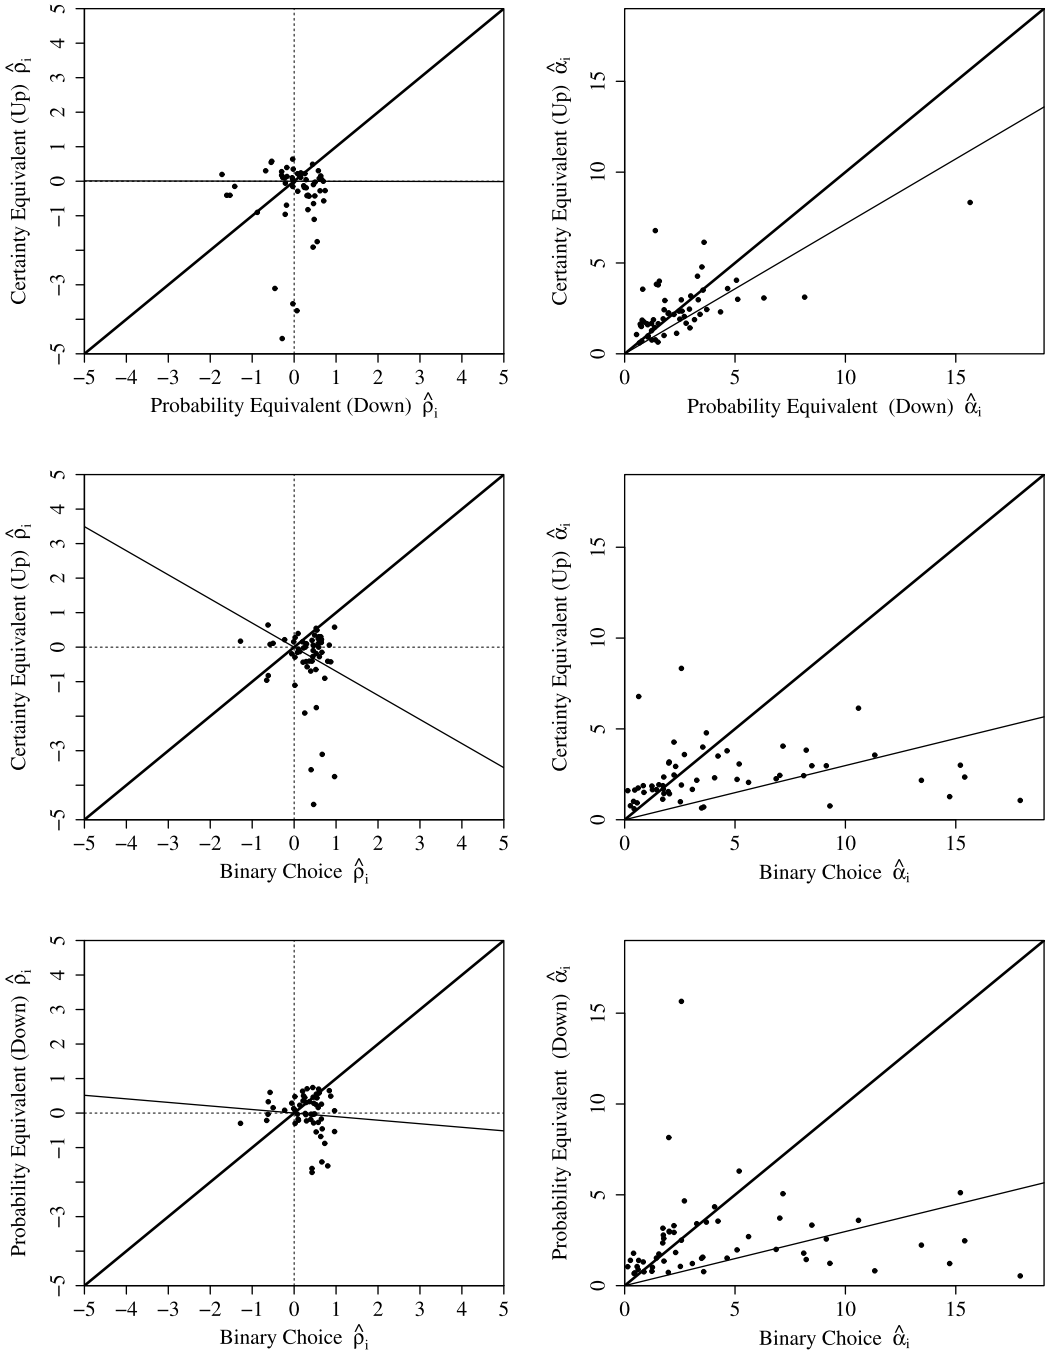 Certainty Equivalent (Up) ρ̂i
5
4
3
2
1
0
−1
−3
−5
−5 −4 −3 −2 −1 0 1 2 3 4 5
Probability Equivalent (Down) ρ̂i
Certainty Equivalent (Up) α̂i
15
10
5
0
0 5 10 15
Probability Equivalent (Down) α̂i
Certainty Equivalent (Up) ρ̂i
5
4
3
2
1
0
−1
−3
−5
−5 −4 −3 −2 −1 0 1 2 3 4 5
Binary Choice ρ̂i
Certainty Equivalent (Up) α̂i
15
10
5
0
0 5 10 15
Binary Choice α̂i
Probability Equivalent (Down) ρ̂i
5
4
3
2
1
0
−1
−3
−5
−5 −4 −3 −2 −1 0 1 2 3 4 5
Binary Choice ρ̂i
Probability Equivalent (Down) α̂i
15
10
5
0
0 5 10 15
Binary Choice α̂i